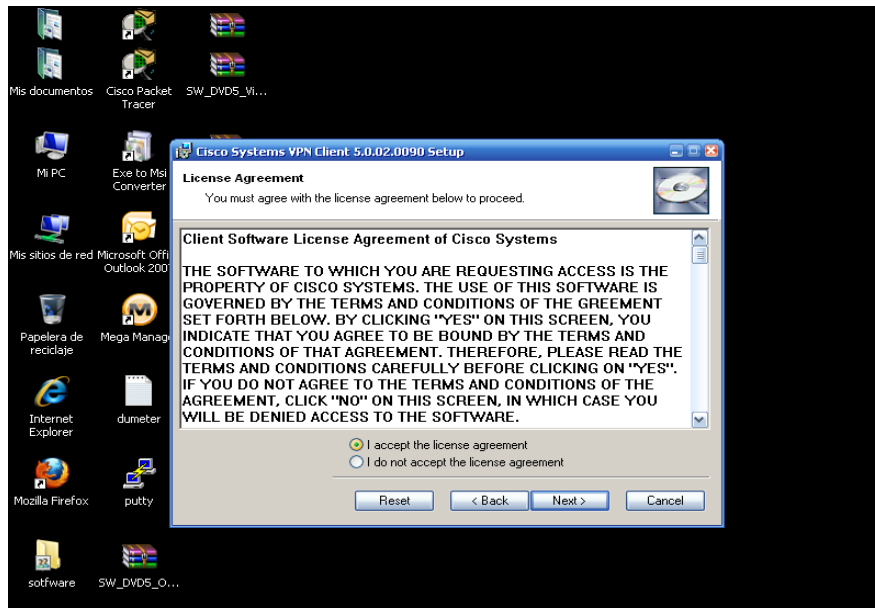 Mis documentos
Cisco Packet
Tracer
SW_DVD5_Vi...
Mi PC
Exe to Msi
Converter
Mis sitios de red
Microsoft Offi
Outlook 200
Papelera de
reciclaje
Mega Manag
Internet
Explorer
dumeter
Mozilla Firefox
putty
sotfware
SW_DVD5_O...
Cisco Systems VPN Client 5.0.02.0090 Setup
License Agreement
You must agree with the license agreement below to proceed.
Client Software License Agreement of Cisco Systems
THE SOFTWARE TO WHICH YOU ARE REQUESTING ACCESS IS THE
PROPERTY OF CISCO SYSTEMS. THE USE OF THIS SOFTWARE IS
GOVERNED BY THE TERMS AND CONDITIONS OF THE GREEMENT
SET FORTH BELOW. BY CLICKING "YES" ON THIS SCREEN, YOU
INDICATE THAT YOU AGREE TO BE BOUND BY THE TERMS AND
CONDITIONS OF THAT AGREEMENT. THEREFORE, PLEASE READ THE
TERMS AND CONDITIONS CAREFULLY BEFORE CLICKING ON "YES".
IF YOU DO NOT AGREE TO THE TERMS AND CONDITIONS OF THE
AGREEMENT, CLICK "NO" ON THIS SCREEN, IN WHICH CASE YOU
WILL BE DENIED ACCESS TO THE SOFTWARE.
I accept the license agreement
I do not accept the license agreement
Reset
< Back
Next >
Cancel